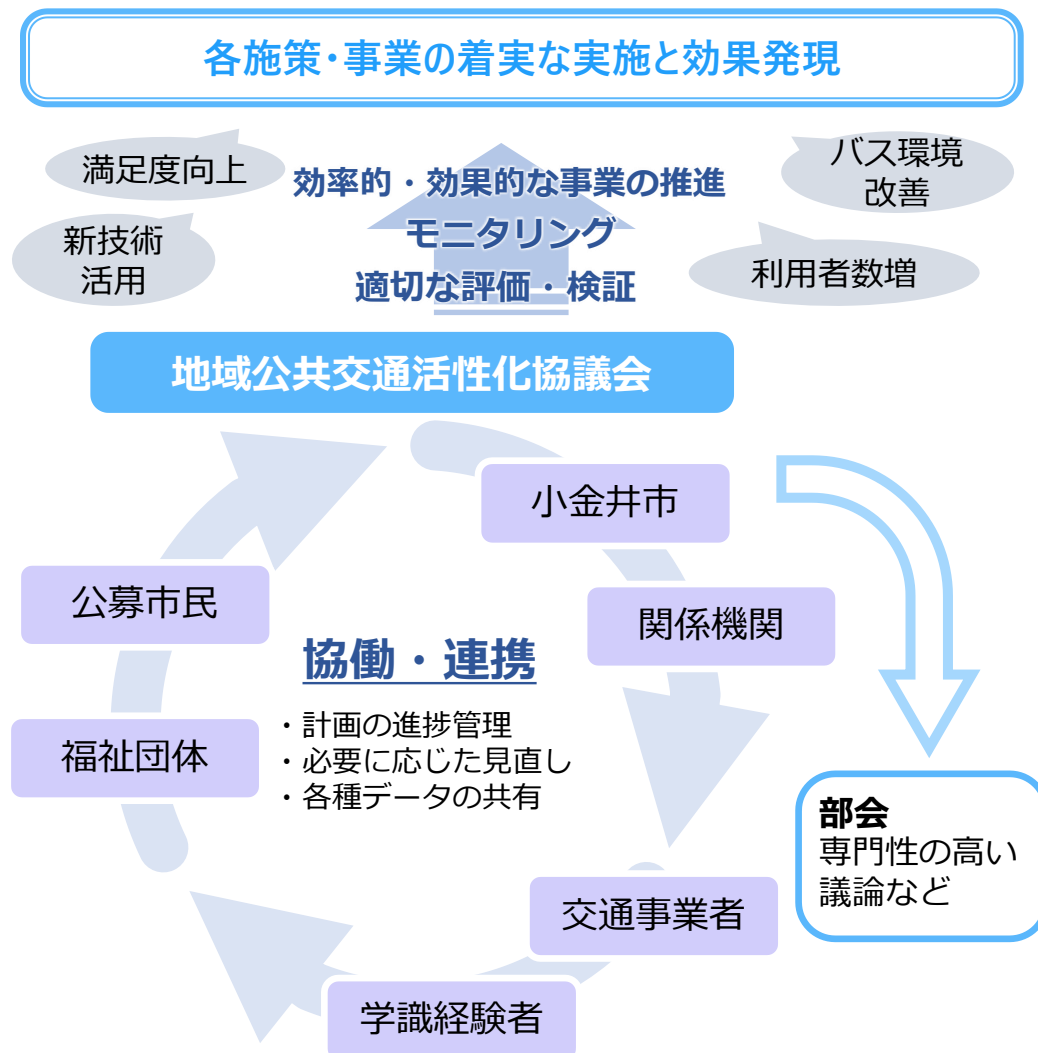 各施策・事業の着実な実施と効果発現
満足度向上
効率的・効果的な事業の推進
バス環境
改善
新技術
活用
モニタリング
利用者数増
適切な評価・検証
地域公共交通活性化協議会
小金井市
公募市民
関係機関
協働・連携
福祉団体
・計画の進捗管理
・必要に応じた見直し
・各種データの共有
部会
専門性の高い
議論など
交通事業者
学識経験者